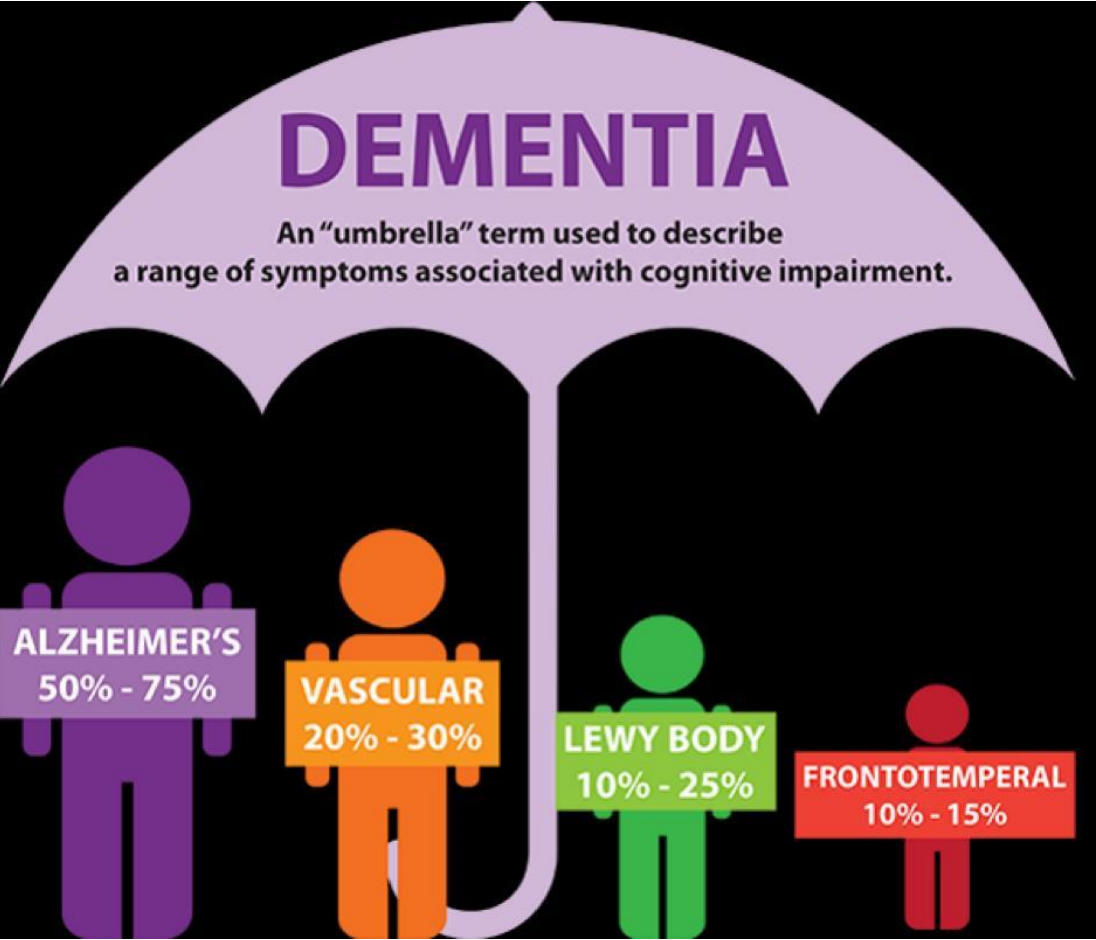 DEMENTIA
An “umbrella” term used to describe
a range of symptoms associated with cognitive impairment.
ALZHEIMER’S
50% - 75%
VASCULAR
20% - 30%
LEWY BODY
10% - 25%
FRONTOTEMPERAL
10% - 15%